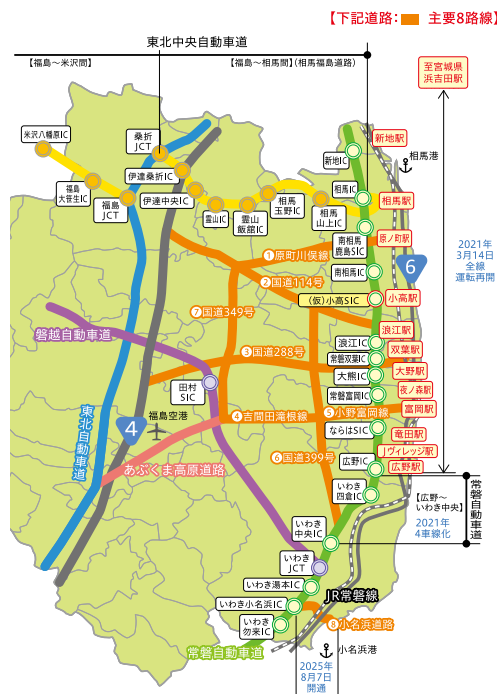 【下記道路： 主要8路線】
東北中央自動車道
【福島～米沢間】
【福島～相馬間】(相馬福島道路)
至宮城県
浜吉田駅
米沢八幡原IC
桑折
JCT
新地駅
新地IC
相馬港
伊達桑折IC
福島
大笹生IC
福島
JCT
伊達中央IC
霊山IC
霊山
飯舘IC
相馬
玉野IC
相馬
山上IC
相馬IC
相馬駅
南相馬
鹿島SIC
原ノ町駅
①原町川俣線
南相馬IC
6
2021年
3月14日
全線
運転再開
②国道114号
(仮)小高SIC
小高駅
⑦国道349号
磐越自動車道
浪江駅
浪江IC
双葉駅
③国道288号
常磐双葉IC
大野駅
大熊IC
田村
SIC
夜ノ森駅
常磐富岡IC
富岡駅
④吉間田滝根線
⑤小野富岡線
東北自動車道
4
福島空港
ならはSIC
竜田駅
Jヴィレッジ駅
⑥国道399号
広野IC
広野駅
あぶくま高原道路
いわき
四倉IC
【広野～
いわき中央】
常磐自動車道
いわき
中央IC
2021年
4車線化
いわき
JCT
いわき湯本IC
JR常磐線
いわき小名浜IC
いわき
勿来IC
⑧小名浜道路
常磐自動車道
小名浜港
2025年
8月7日
開通